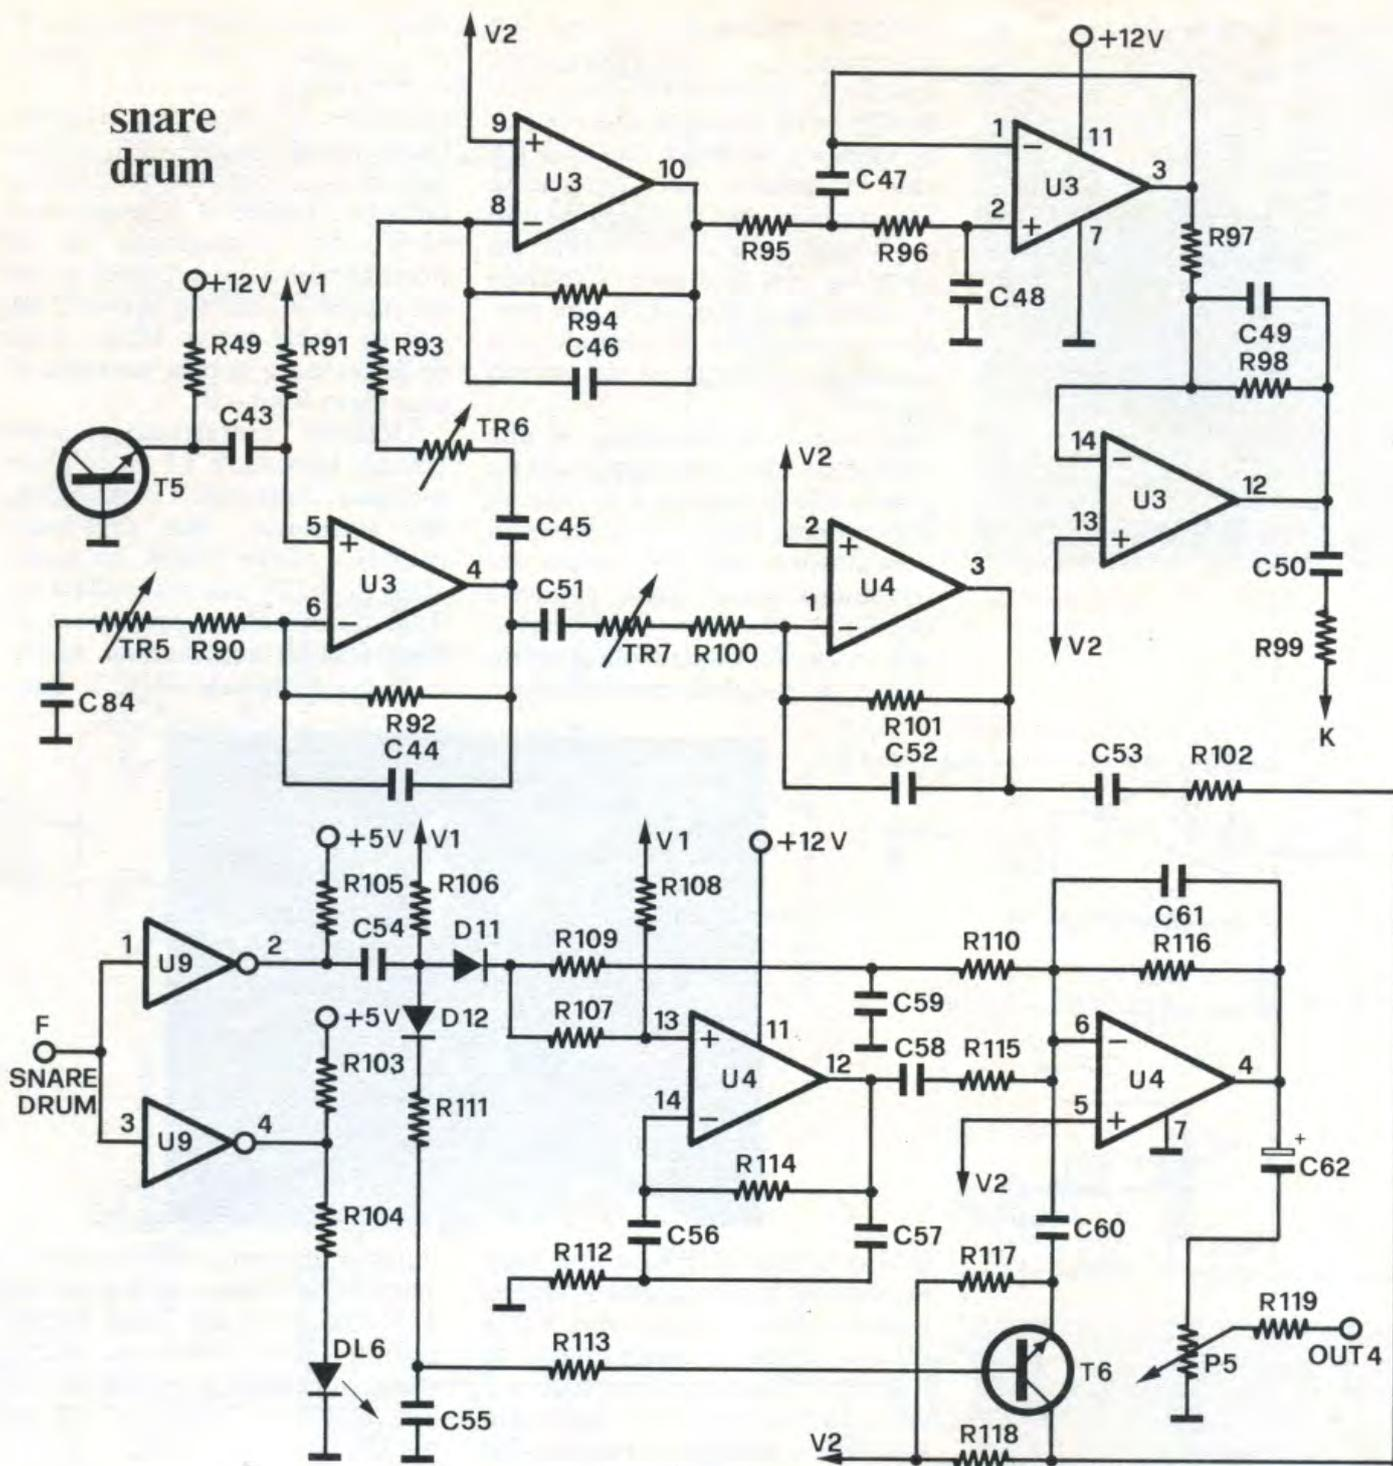 snare
drum
V2
+12V
9
+
U3
10
8
−
1
−
11
U3
3
2
+
7
C47
R95
R96
C48
R97
R94
C46
C49
R98
+12V
V1
R49
R91
R93
C43
TR6
T5
C45
V2
14
−
U3
12
13
+
V2
C50
R99
K
5
+
U3
4
6
−
TR5
R90
C84
R92
C44
C51
TR7
R100
2
+
U4
3
1
−
R101
C52
C53
R102
+5V
V1
V1
+12V
R105
R106
R108
C54
D11
R109
R110
C61
R116
1
U9
2
F
SNARE
DRUM
+5V
D12
R107
13
+
11
U4
12
14
−
C59
C58
R115
6
−
U4
4
5
+
7
V2
R103
3
U9
4
R111
R114
R104
C56
C57
R112
C60
C62
+
R117
DL6
R113
T6
R119
P5
OUT4
C55
V2
R118